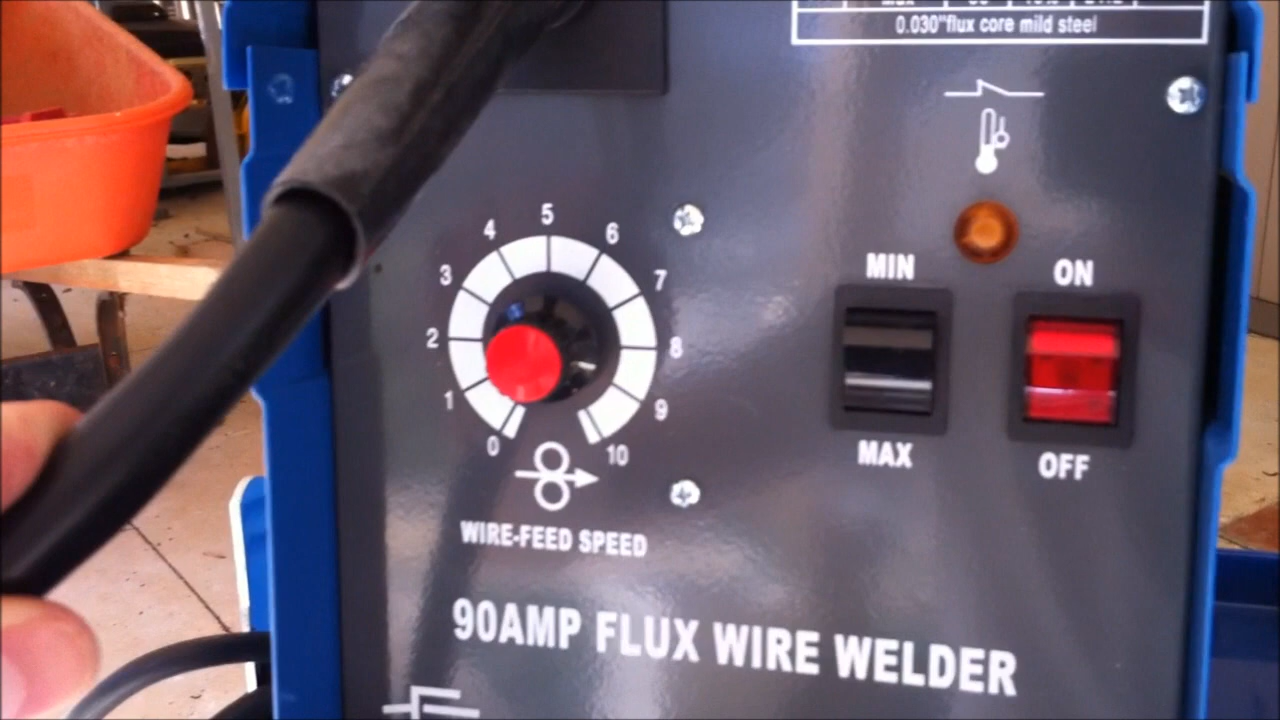 0.030"flux core mild steel
5
4
6
3
7
MIN
ON
2
8
1
9
0
10
MAX
OFF
WIRE-FEED SPEED
90AMP FLUX WIRE WELDER